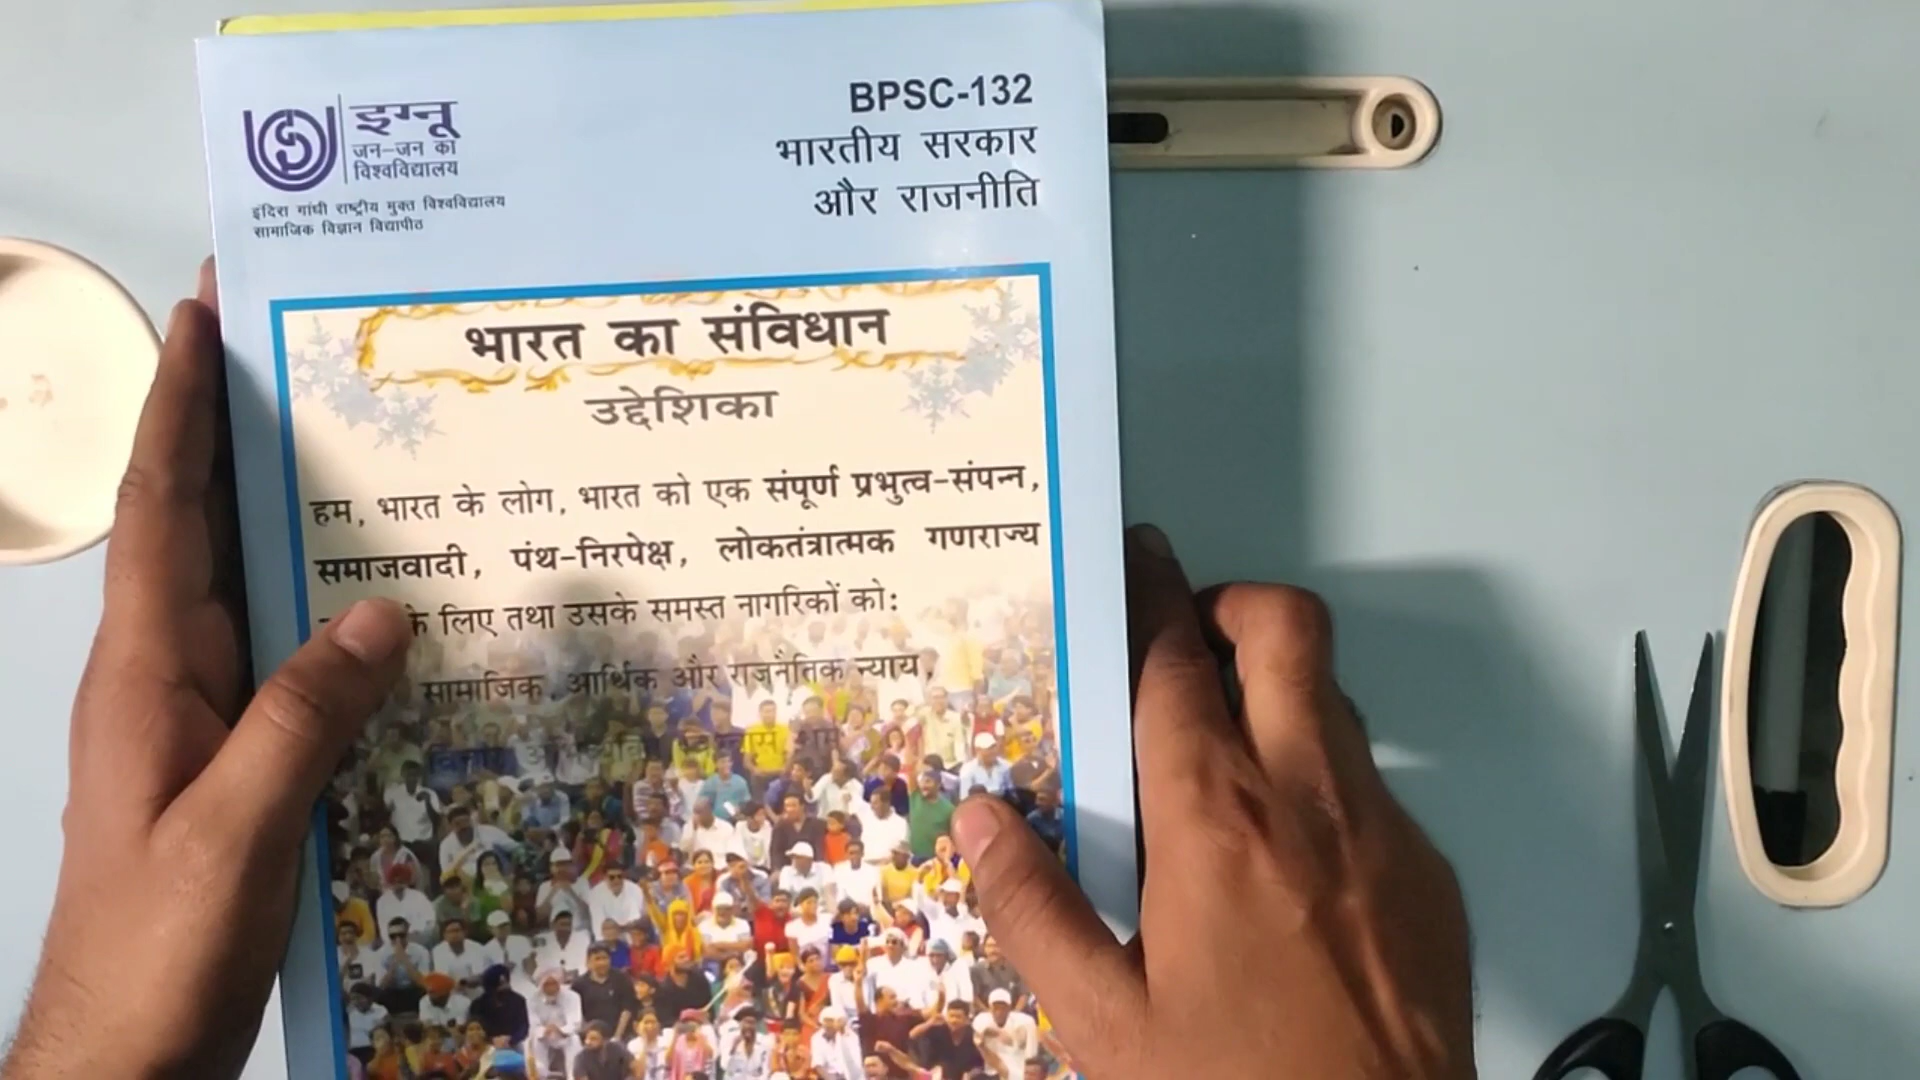 इग्नू
जन-जन का
विश्वविद्यालय
इंदिरा गांधी राष्ट्रीय मुक्त विश्वविद्यालय
सामाजिक विज्ञान विद्यापीठ
BPSC-132
भारतीय सरकार
और राजनीति
भारत का संविधान
उद्देशिका
हम, भारत के लोग, भारत को एक संपूर्ण प्रभुत्व-संपन्न,
समाजवादी, पंथ-निरपेक्ष, लोकतंत्रात्मक गणराज्य
के लिए तथा उसके समस्त नागरिकों को:
सामाजिक, आर्थिक और राजनैतिक न्याय,
विचार,